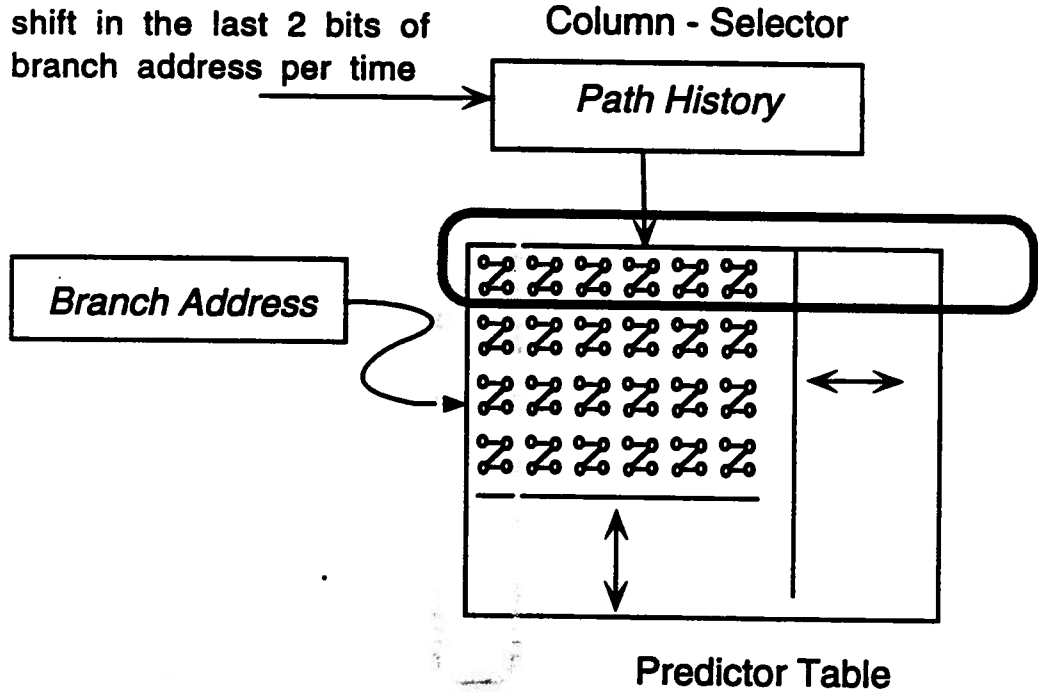 shift in the last 2 bits of
branch address per time
Column - Selector
Path History
Branch Address
Predictor Table